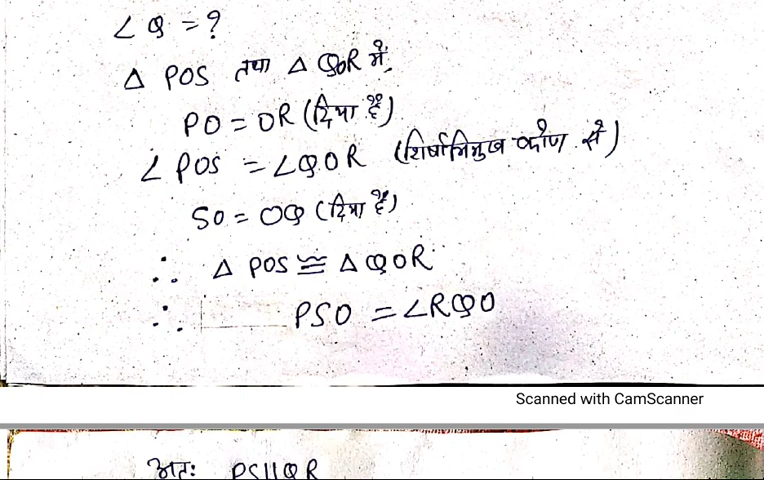 ∠Q = ?
Δ POS तथा Δ QOR में,
PO = OR (दिया है)
∠POS = ∠QOR (शिर्षाभिमुख कोण से)
SO = OQ (दिया है)
∴ Δ POS ≅ Δ QOR
∴ PSO = ∠RQO
Scanned with CamScanner
अतः PS||QR